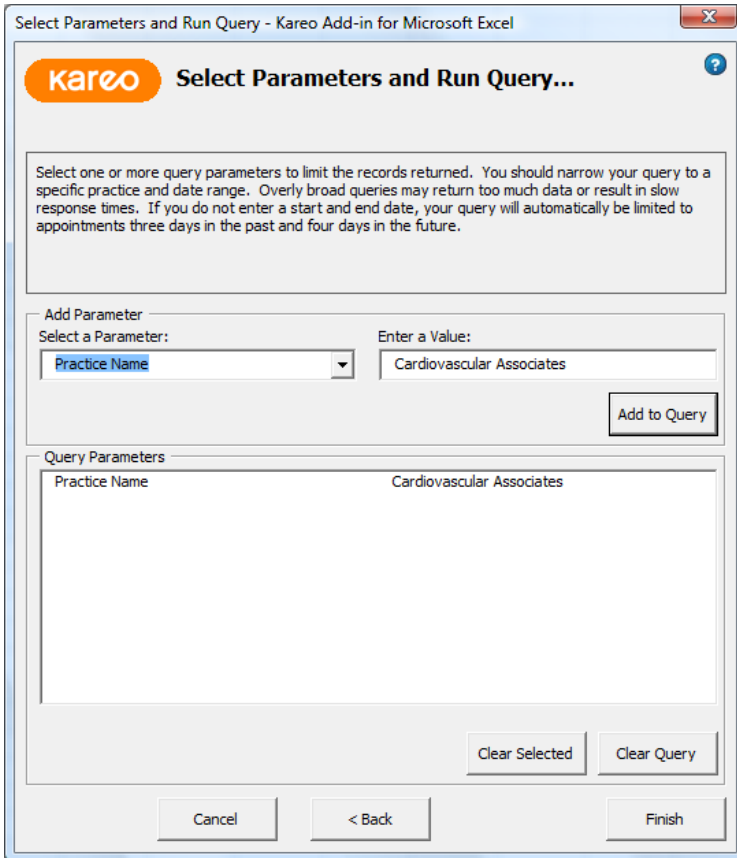 Select Parameters and Run Query - Kareo Add-in for Microsoft Excel
x
Kareo
Select Parameters and Run Query...
?
Select one or more query parameters to limit the records returned.  You should narrow your query to a
specific practice and date range.  Overly broad queries may return too much data or result in slow
response times.  If you do not enter a start and end date, your query will automatically be limited to
appointments three days in the past and four days in the future.
Add Parameter
Select a Parameter: Enter a Value:
Practice Name Cardiovascular Associates
Add to Query
Query Parameters
Practice Name Cardiovascular Associates
Clear Selected Clear Query
Cancel < Back Finish